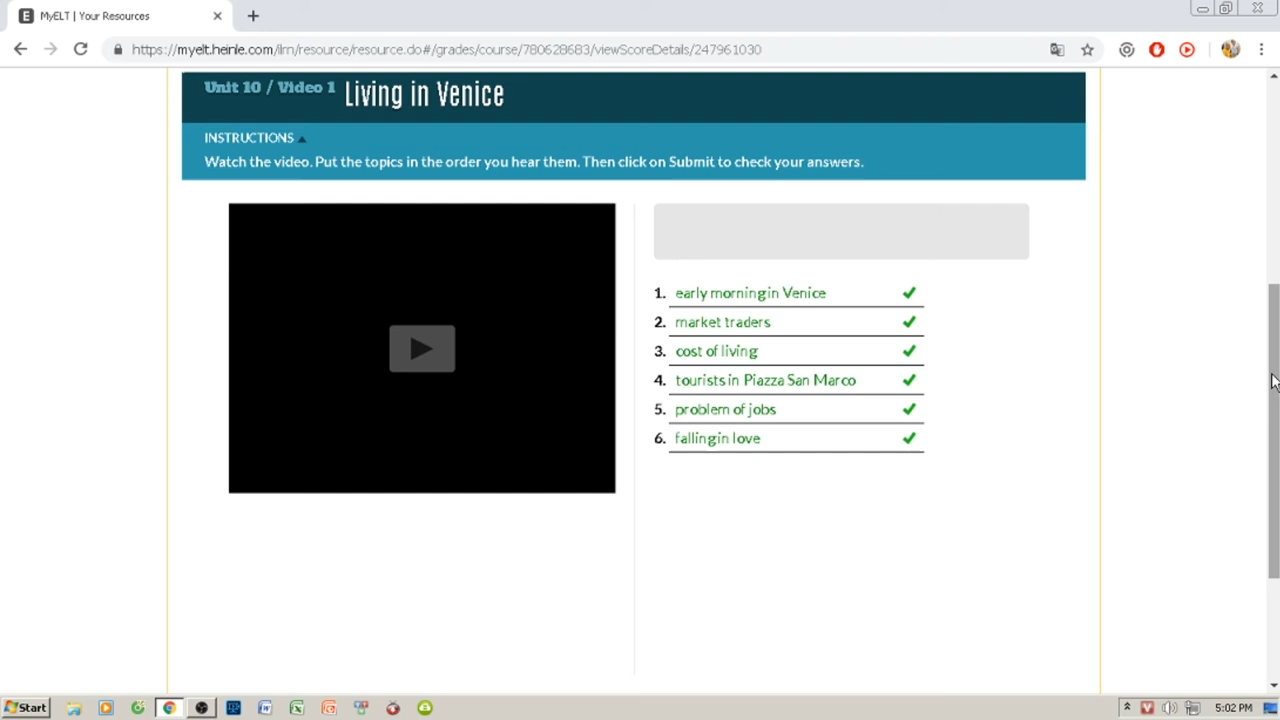 MyELT | Your Resources
https://myelt.heinle.com/ilrn/resource/resource.do#/grades/course/780628683/viewScoreDetails/247961030
Unit 10 / Video 1 Living in Venice
INSTRUCTIONS
Watch the video. Put the topics in the order you hear them. Then click on Submit to check your answers.
1. early morning in Venice
2. market traders
3. cost of living
4. tourists in Piazza San Marco
5. problem of jobs
6. falling in love
Start
5:02 PM